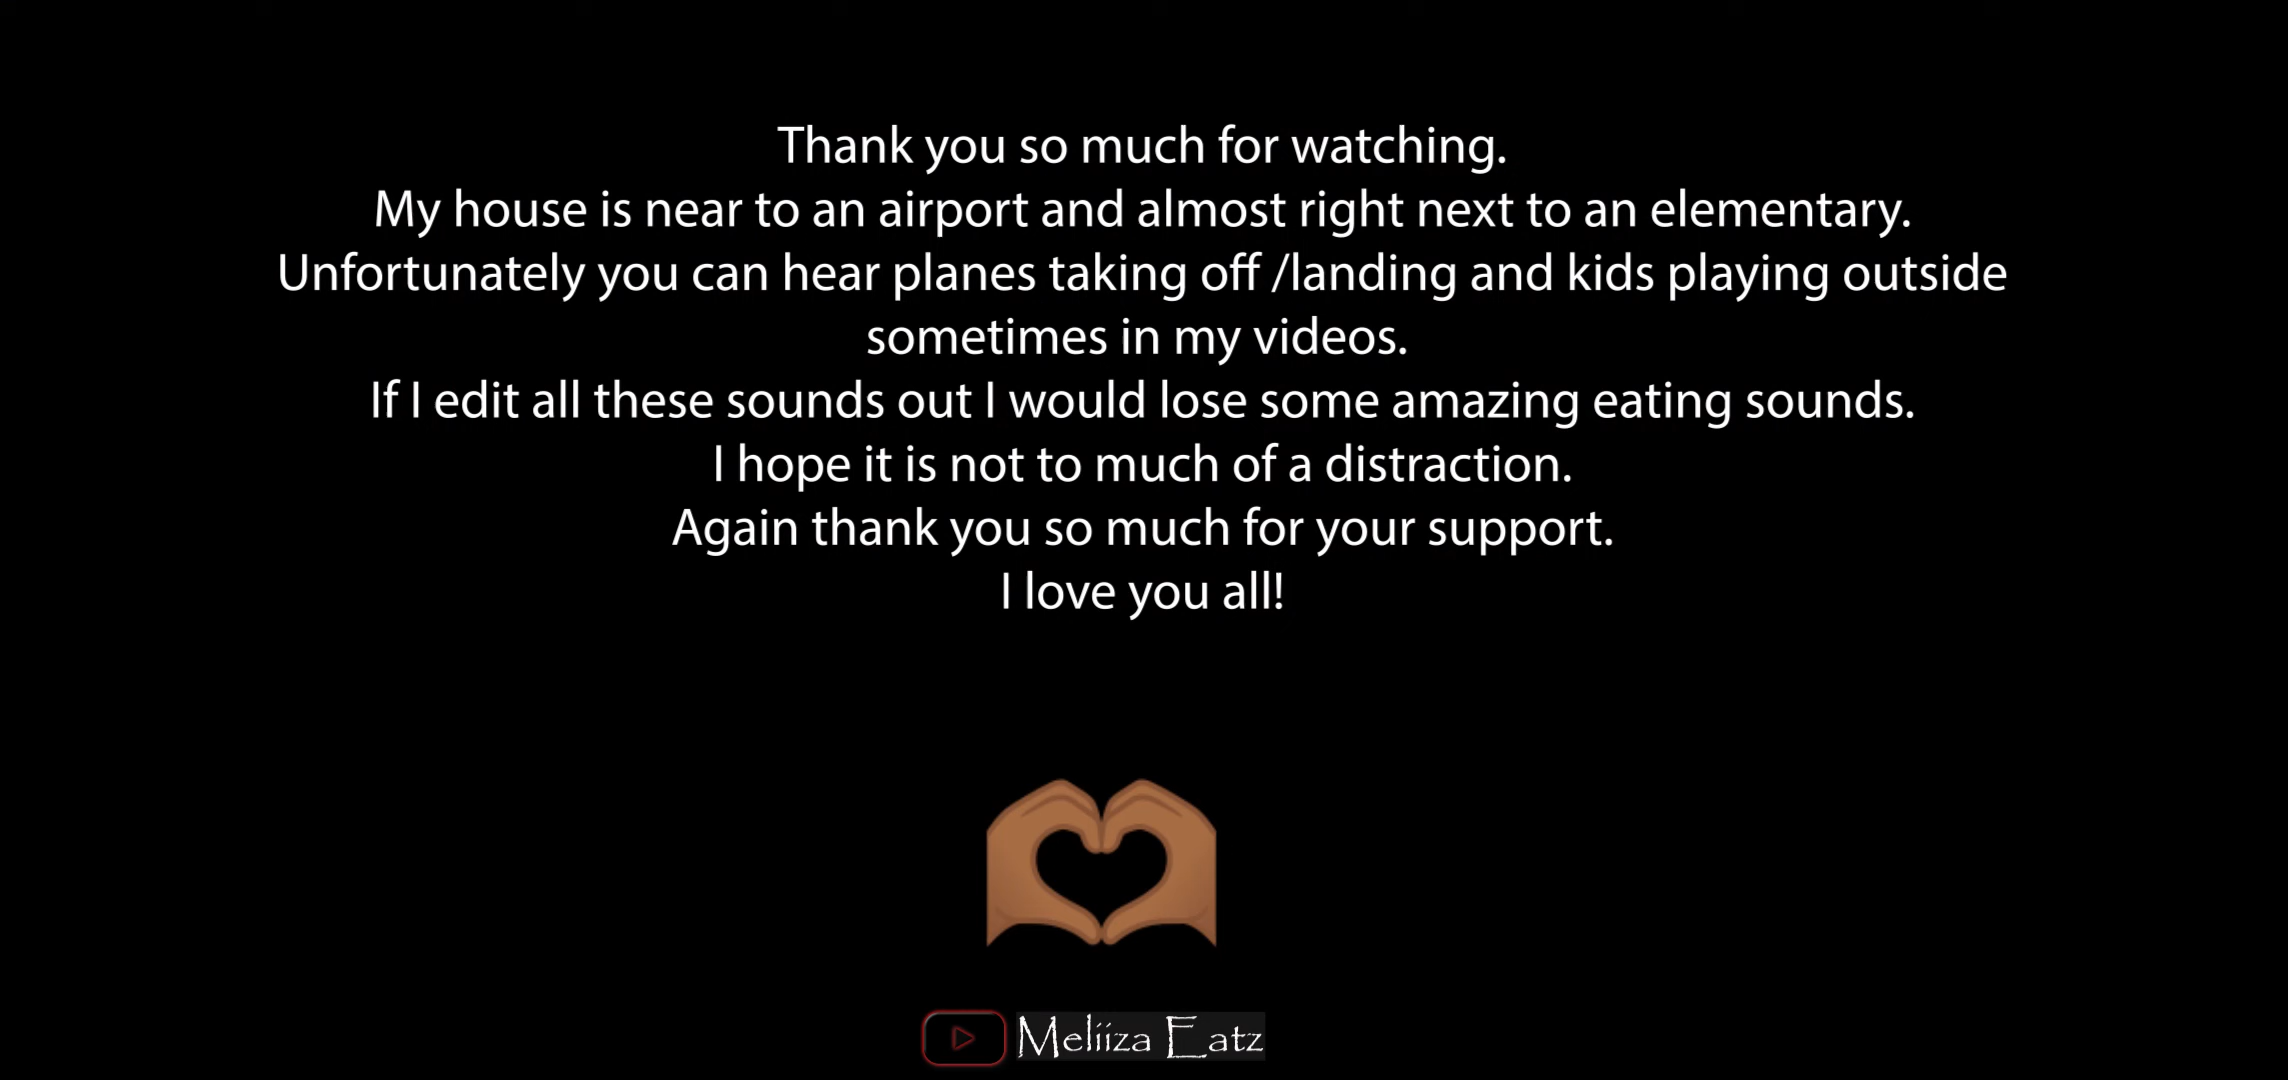 Thank you so much for watching.
My house is near to an airport and almost right next to an elementary.
Unfortunately you can hear planes taking off /landing and kids playing outside
sometimes in my videos.
If I edit all these sounds out I would lose some amazing eating sounds.
I hope it is not to much of a distraction.
Again thank you so much for your support.
I love you all!
Meliiza Eatz